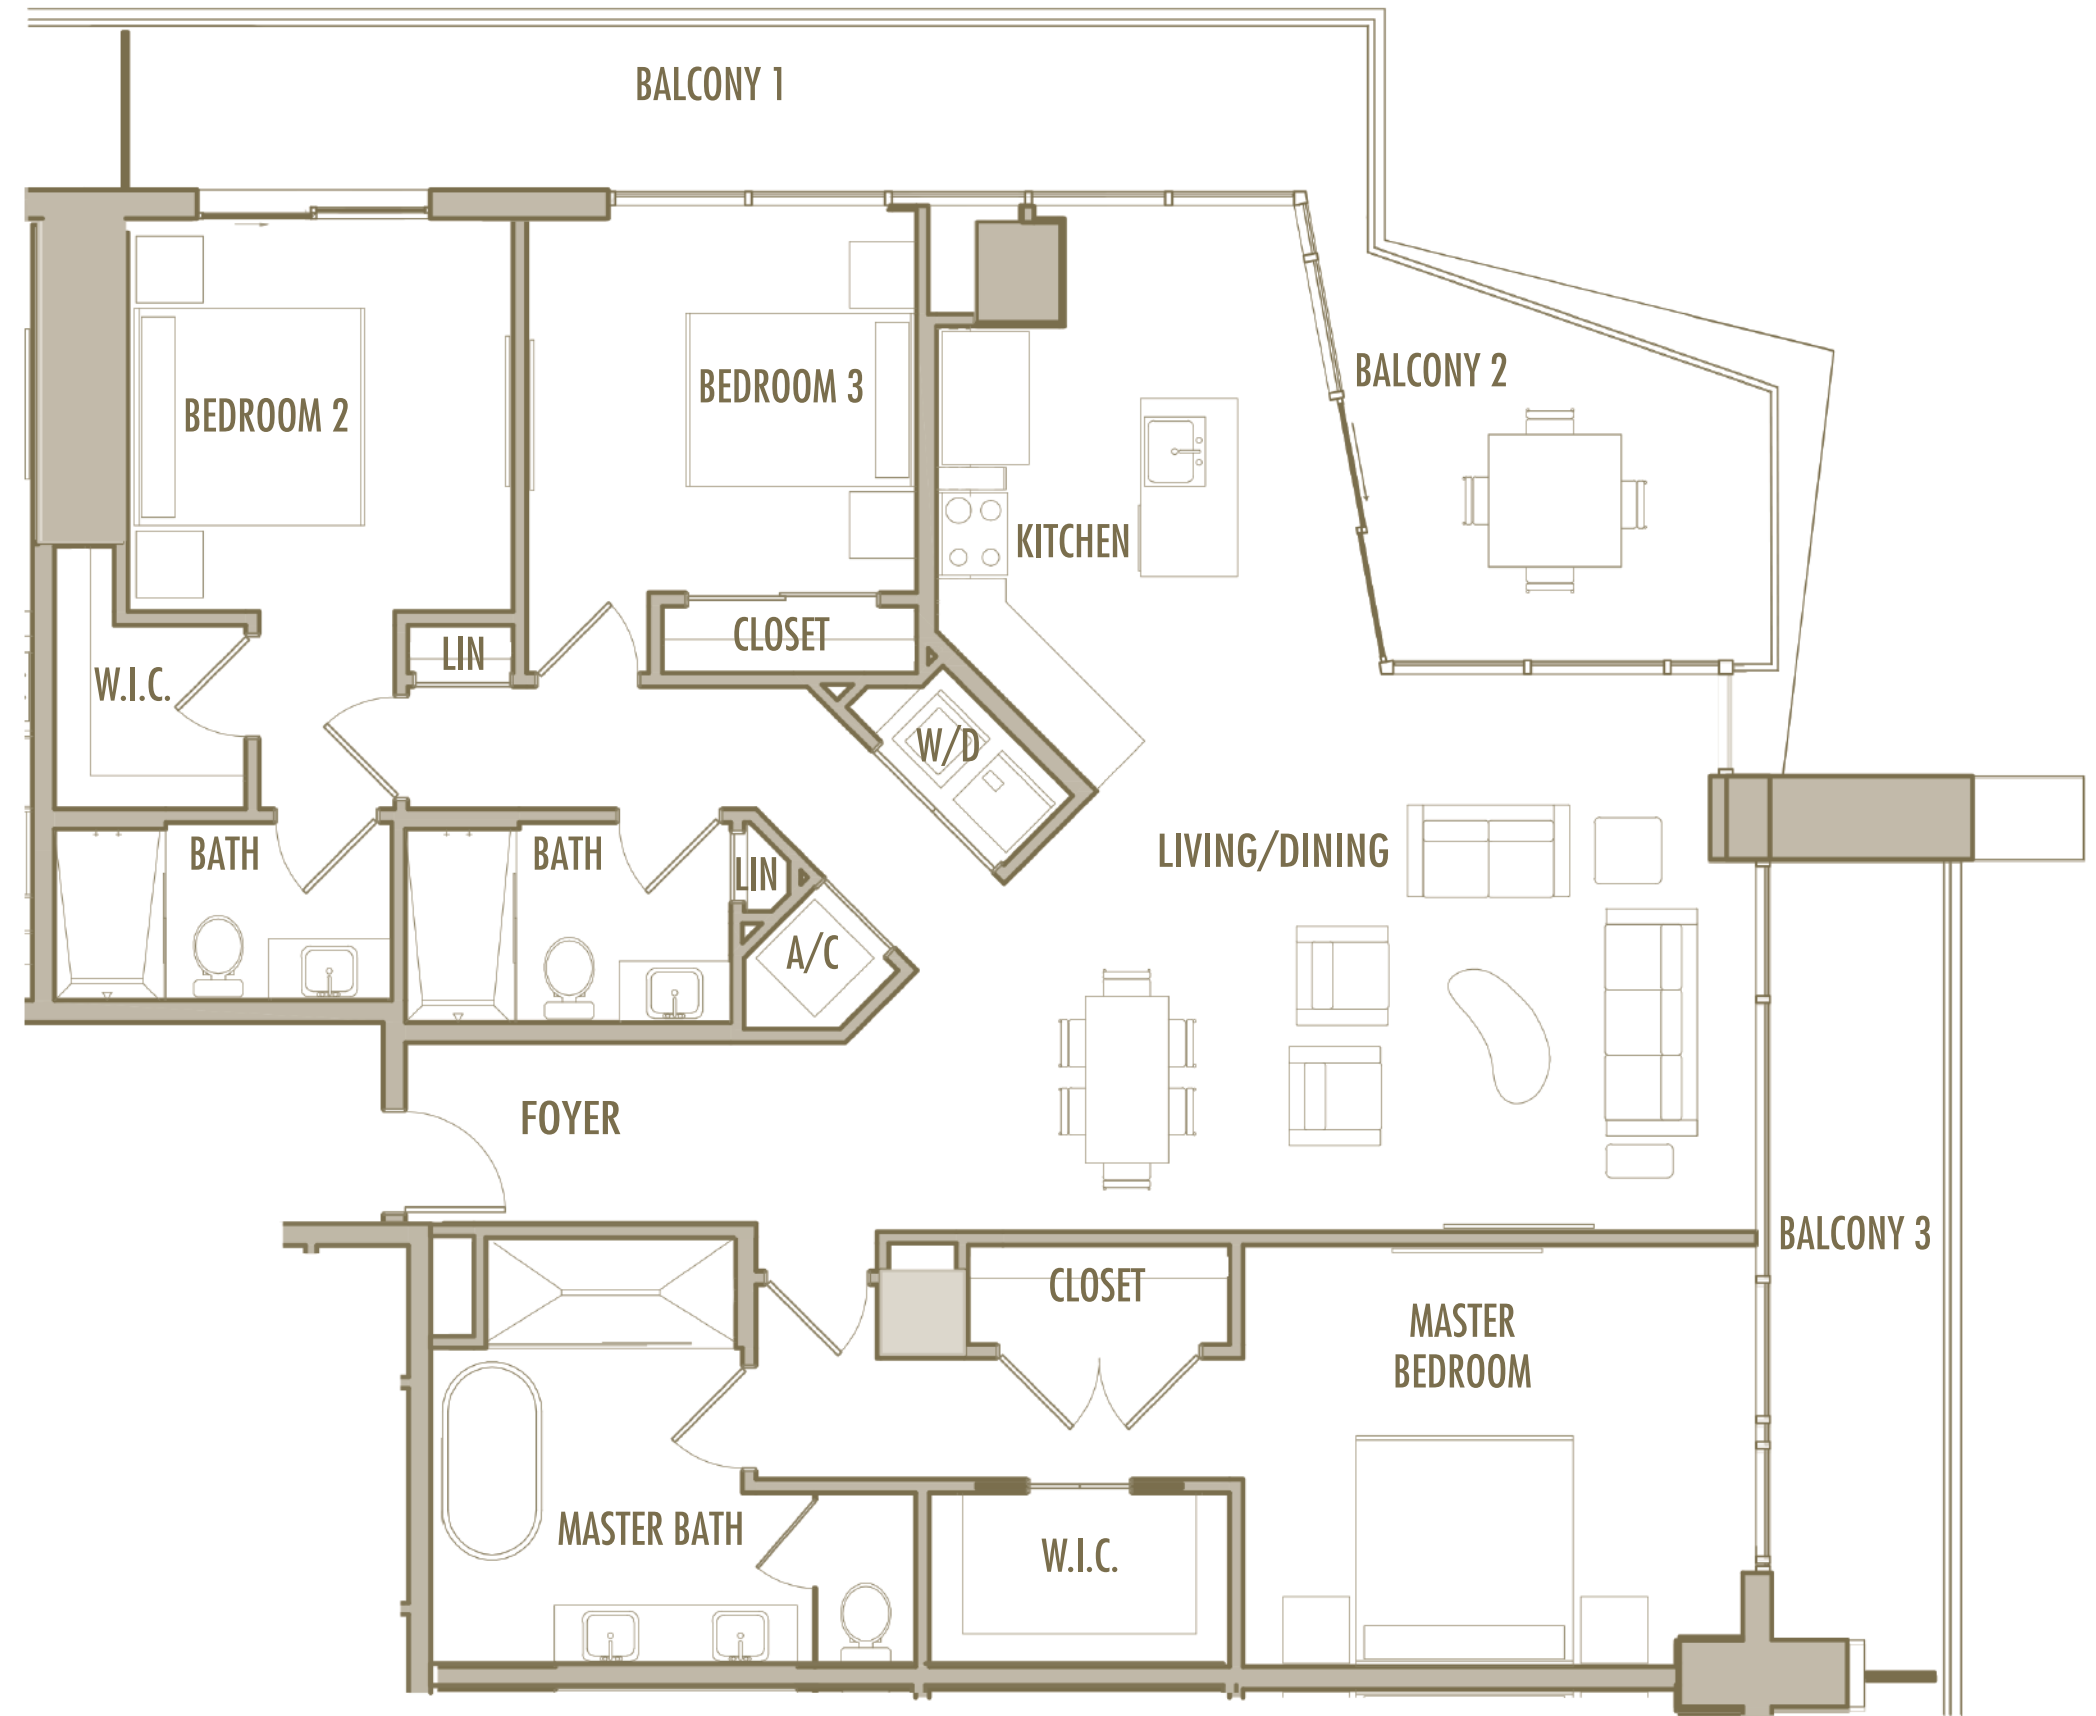 BALCONY 1
BALCONY 2
BEDROOM 3
BEDROOM 2
KITCHEN
CLOSET
LIN
W.I.C.
W/D
LIVING/DINING
BATH
BATH
LIN
A/C
FOYER
BALCONY 3
CLOSET
MASTER
BEDROOM
MASTER BATH
W.I.C.